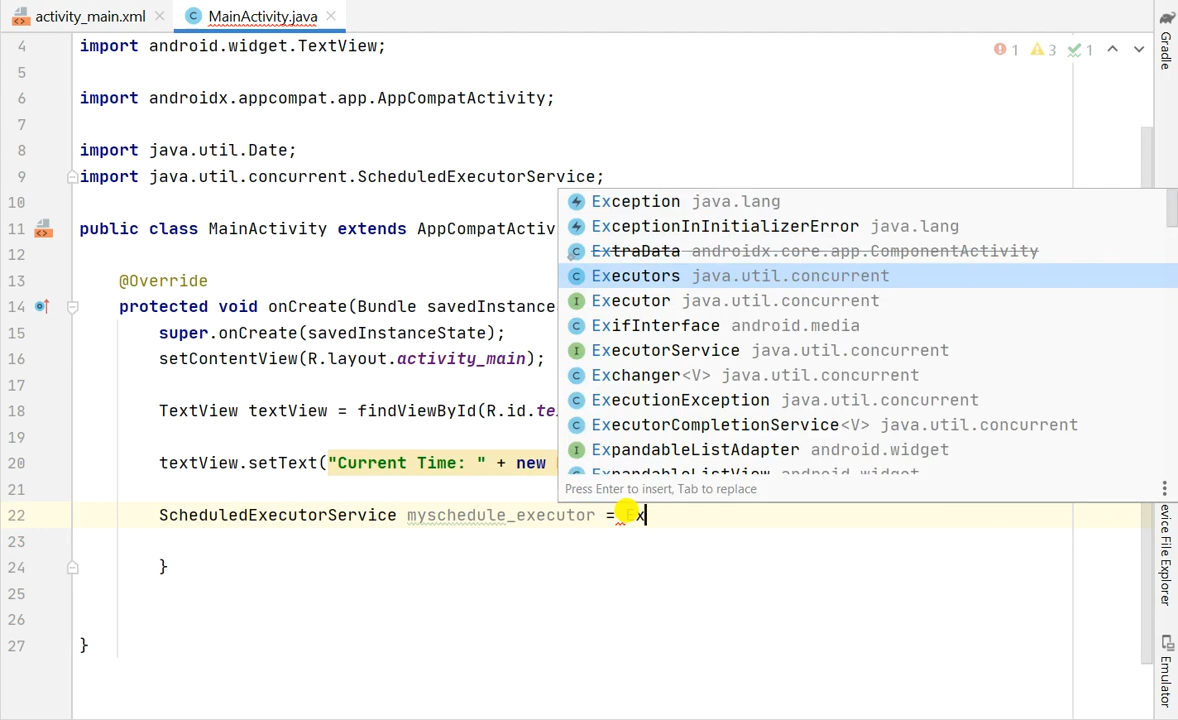 activity_main.xml MainActivity.java
4 import android.widget.TextView; 1 3 1
5
6 import androidx.appcompat.app.AppCompatActivity;
7
8 import java.util.Date;
9 import java.util.concurrent.ScheduledExecutorService;
10
11 public class MainActivity extends AppCompatActiv
12
13 @Override
14 protected void onCreate(Bundle savedInstance
15 super.onCreate(savedInstanceState);
16 setContentView(R.layout.activity_main);
17
18 TextView textView = findViewById(R.id.te
19
20 textView.setText("Current Time: " + new
21
22 ScheduledExecutorService myschedule_executor = Ex
23
24 }
25
26
27 }
Exception java.lang
ExceptionInInitializerError java.lang
ExtraData androidx.core.app.ComponentActivity
Executors java.util.concurrent
Executor java.util.concurrent
ExifInterface android.media
ExecutorService java.util.concurrent
Exchanger<V> java.util.concurrent
ExecutionException java.util.concurrent
ExecutorCompletionService<V> java.util.concurrent
ExpandableListAdapter android.widget
ExpandableListView android.widget
Press Enter to insert, Tab to replace
Gradle
evice File Explorer
Emulator